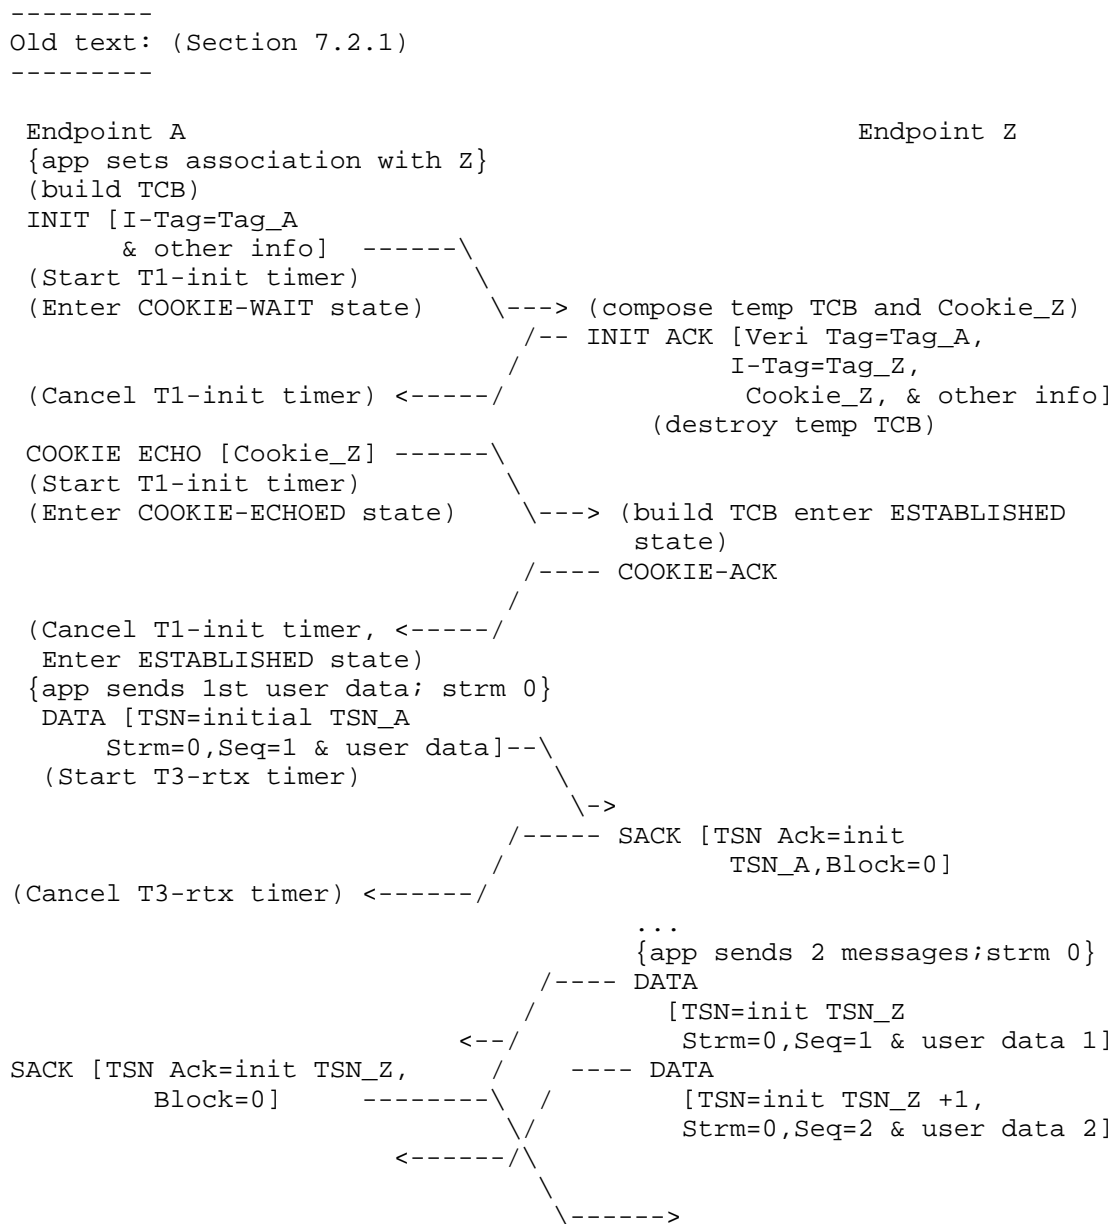 ---------
Old text: (Section 7.2.1)
---------
Endpoint A                                          Endpoint Z
{app sets association with Z}
(build TCB)
INIT [I-Tag=Tag_A
      & other info]  ------\
(Start T1-init timer)       \
(Enter COOKIE-WAIT state)    \---> (compose temp TCB and Cookie_Z)
                               /-- INIT ACK [Veri Tag=Tag_A,
                              /             I-Tag=Tag_Z,
(Cancel T1-init timer) <-----/               Cookie_Z, & other info]
                                       (destroy temp TCB)
COOKIE ECHO [Cookie_Z] ------\
(Start T1-init timer)         \
(Enter COOKIE-ECHOED state)    \---> (build TCB enter ESTABLISHED
                                      state)
                               /---- COOKIE-ACK
                              /
(Cancel T1-init timer, <-----/
 Enter ESTABLISHED state)
{app sends 1st user data; strm 0}
 DATA [TSN=initial TSN_A
     Strm=0,Seq=1 & user data]--\
 (Start T3-rtx timer)            \
                                  \->
                              /----- SACK [TSN Ack=init
                             /              TSN_A,Block=0]
(Cancel T3-rtx timer) <------/
                                      ...
                                      {app sends 2 messages;strm 0}
                                /---- DATA
                               /        [TSN=init TSN_Z
                           <--/          Strm=0,Seq=1 & user data 1]
SACK [TSN Ack=init TSN_Z,     /    ---- DATA
         Block=0]     --------\  /        [TSN=init TSN_Z +1,
                               \/         Strm=0,Seq=2 & user data 2]
                        <------/\
                                 \
                                  \------>